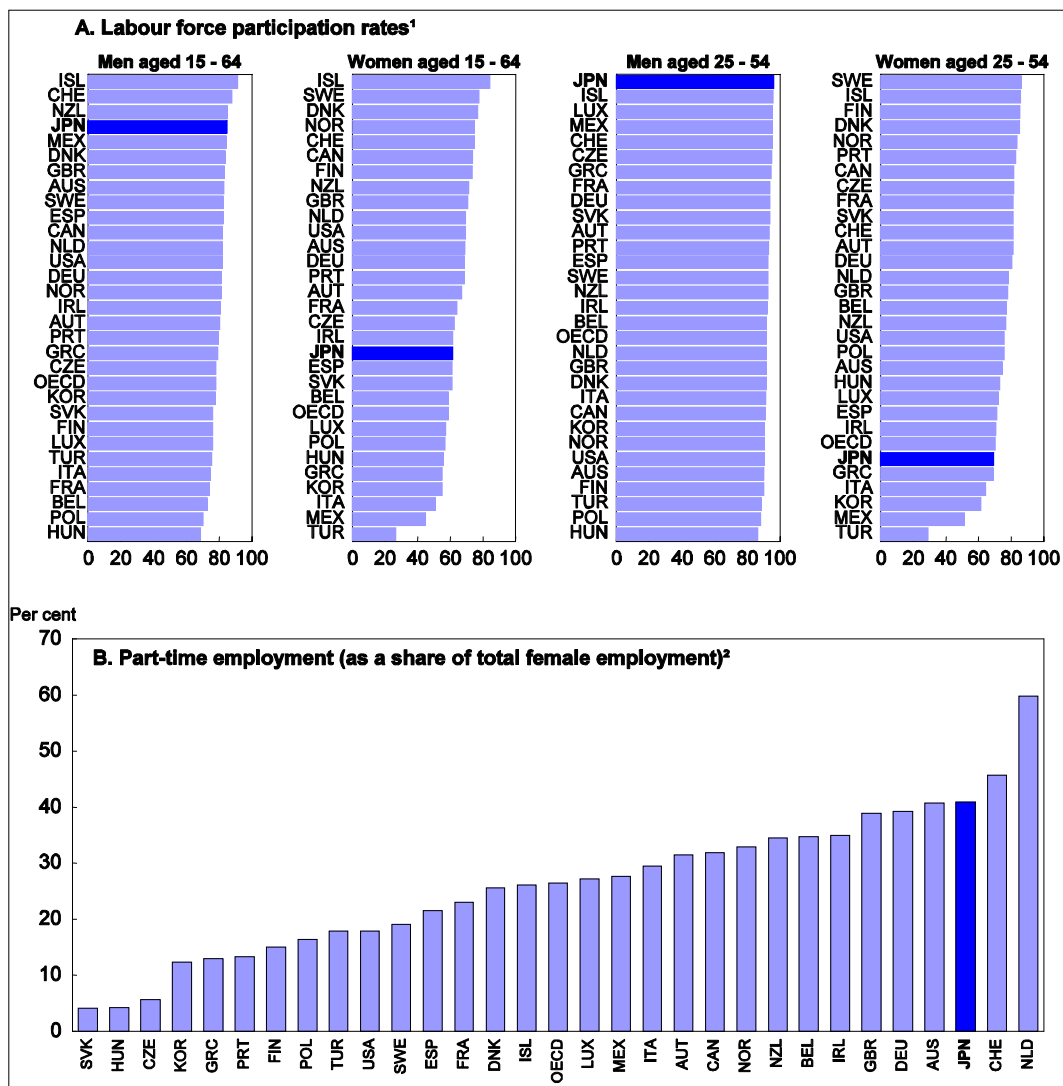 A. Labour force participation rates¹
Men aged 15 - 64
ISL
CHE
NZL
JPN
MEX
DNK
GBR
AUS
SWE
ESP
CAN
NLD
USA
DEU
NOR
IRL
AUT
PRT
GRC
CZE
OECD
KOR
SVK
FIN
LUX
TUR
ITA
FRA
BEL
POL
HUN
0 20 40 60 80 100
Women aged 15 - 64
ISL
SWE
DNK
NOR
CHE
CAN
FIN
NZL
GBR
NLD
USA
AUS
DEU
PRT
AUT
FRA
CZE
IRL
JPN
ESP
SVK
BEL
OECD
LUX
POL
HUN
GRC
KOR
ITA
MEX
TUR
0 20 40 60 80 100
Men aged 25 - 54
JPN
ISL
LUX
MEX
CHE
CZE
GRC
FRA
DEU
SVK
AUT
PRT
ESP
SWE
NZL
IRL
BEL
OECD
NLD
GBR
DNK
ITA
CAN
KOR
NOR
USA
AUS
FIN
TUR
POL
HUN
0 20 40 60 80 100
Women aged 25 - 54
SWE
ISL
FIN
DNK
NOR
PRT
CAN
CZE
FRA
SVK
CHE
AUT
DEU
NLD
GBR
BEL
NZL
USA
POL
AUS
HUN
LUX
ESP
IRL
OECD
JPN
GRC
ITA
KOR
MEX
TUR
0 20 40 60 80 100
Per cent
B. Part-time employment (as a share of total female employment)²
70
60
50
40
30
20
10
0
SVK HUN CZE KOR GRC PRT FIN POL TUR USA SWE ESP FRA DNK ISL OECD LUX MEX ITA AUT CAN NOR NZL BEL IRL GBR DEU AUS JPN CHE NLD